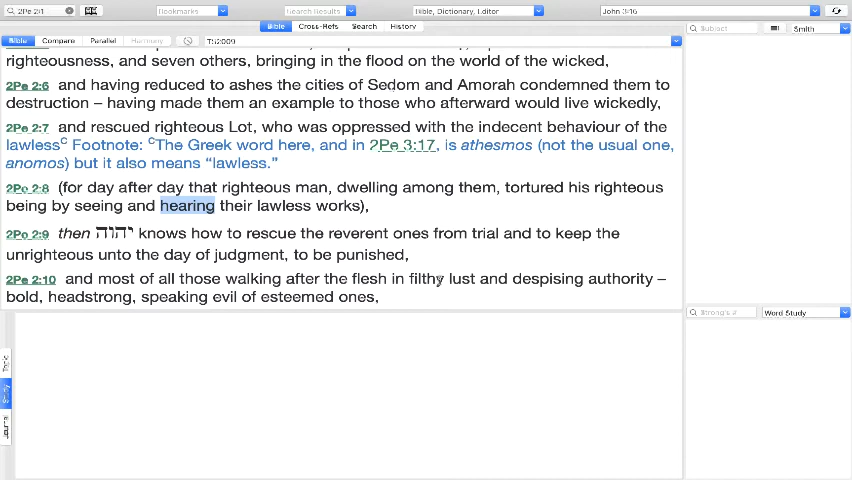 2Pe 2:1
Bookmarks
Search Results
Bible, Dictionary, Editor
John 3:16
Bible
Cross-Refs
Search
History
Bible
Compare
Parallel
Harmony
TS2009
Subject
Smith
righteousness, and seven others, bringing in the flood on the world of the wicked,
2Pe 2:6 and having reduced to ashes the cities of Sedom and Amorah condemned them to
destruction – having made them an example to those who afterward would live wickedly,
2Pe 2:7 and rescued righteous Lot, who was oppressed with the indecent behaviour of the
lawlessC Footnote: CThe Greek word here, and in 2Pe 3:17, is athesmos (not the usual one,
anomos) but it also means “lawless.”
2Pe 2:8 (for day after day that righteous man, dwelling among them, tortured his righteous
being by seeing and hearing their lawless works),
2Pe 2:9 then יהוה knows how to rescue the reverent ones from trial and to keep the
unrighteous unto the day of judgment, to be punished,
2Pe 2:10 and most of all those walking after the flesh in filthy lust and despising authority –
bold, headstrong, speaking evil of esteemed ones,
Strong's #
Word Study
Topic
Study